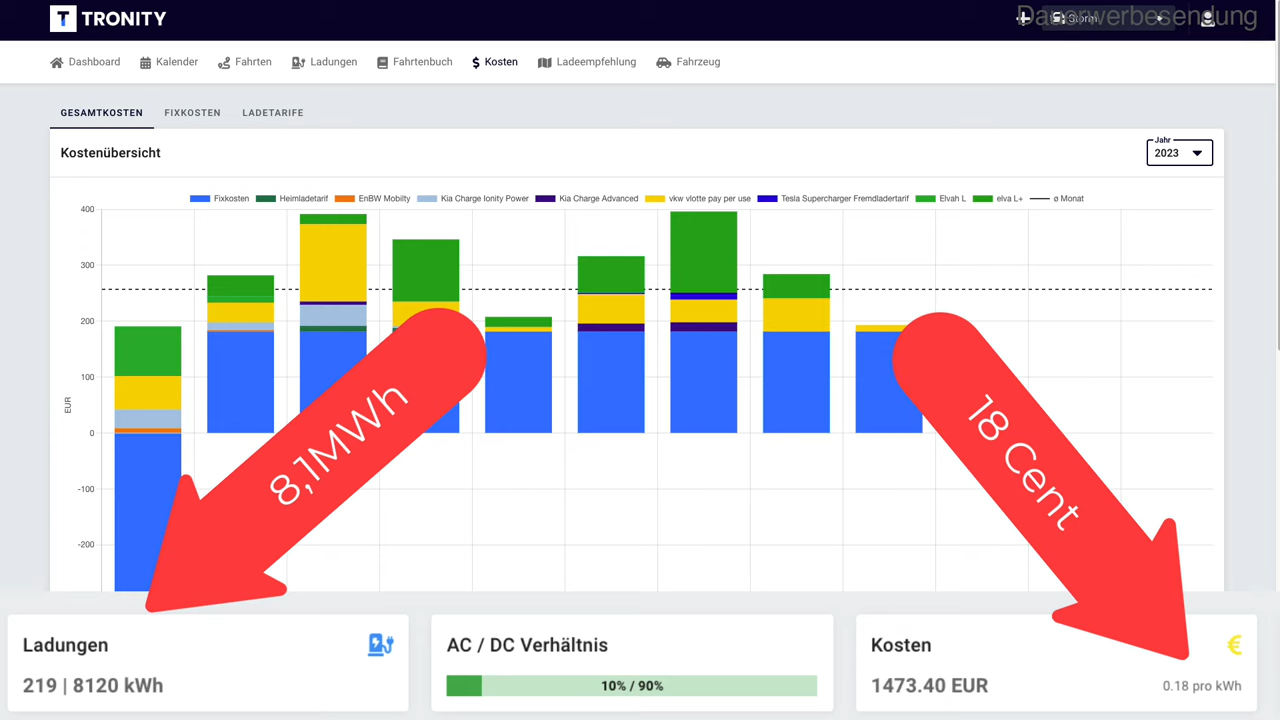 TRONITY
Dauerwerbesendung
Storm
Dashboard Kalender Fahrten Ladungen Fahrtenbuch Kosten Ladeempfehlung Fahrzeug
GESAMTKOSTEN FIXKOSTEN LADETARIFE
Kostenübersicht
Jahr
2023
Fixkosten Heimladetarif EnBW Mobilty Kia Charge Ionity Power Kia Charge Advanced vkw vlotte pay per use Tesla Supercharger Fremdladertarif Elvah L elva L+ ø Monat
400
300
200
100
EUR
0
-100
-200
8,1MWh
18 Cent
Ladungen
219 | 8120 kWh
AC / DC Verhältnis
10% / 90%
Kosten
€
1473.40 EUR
0.18 pro kWh